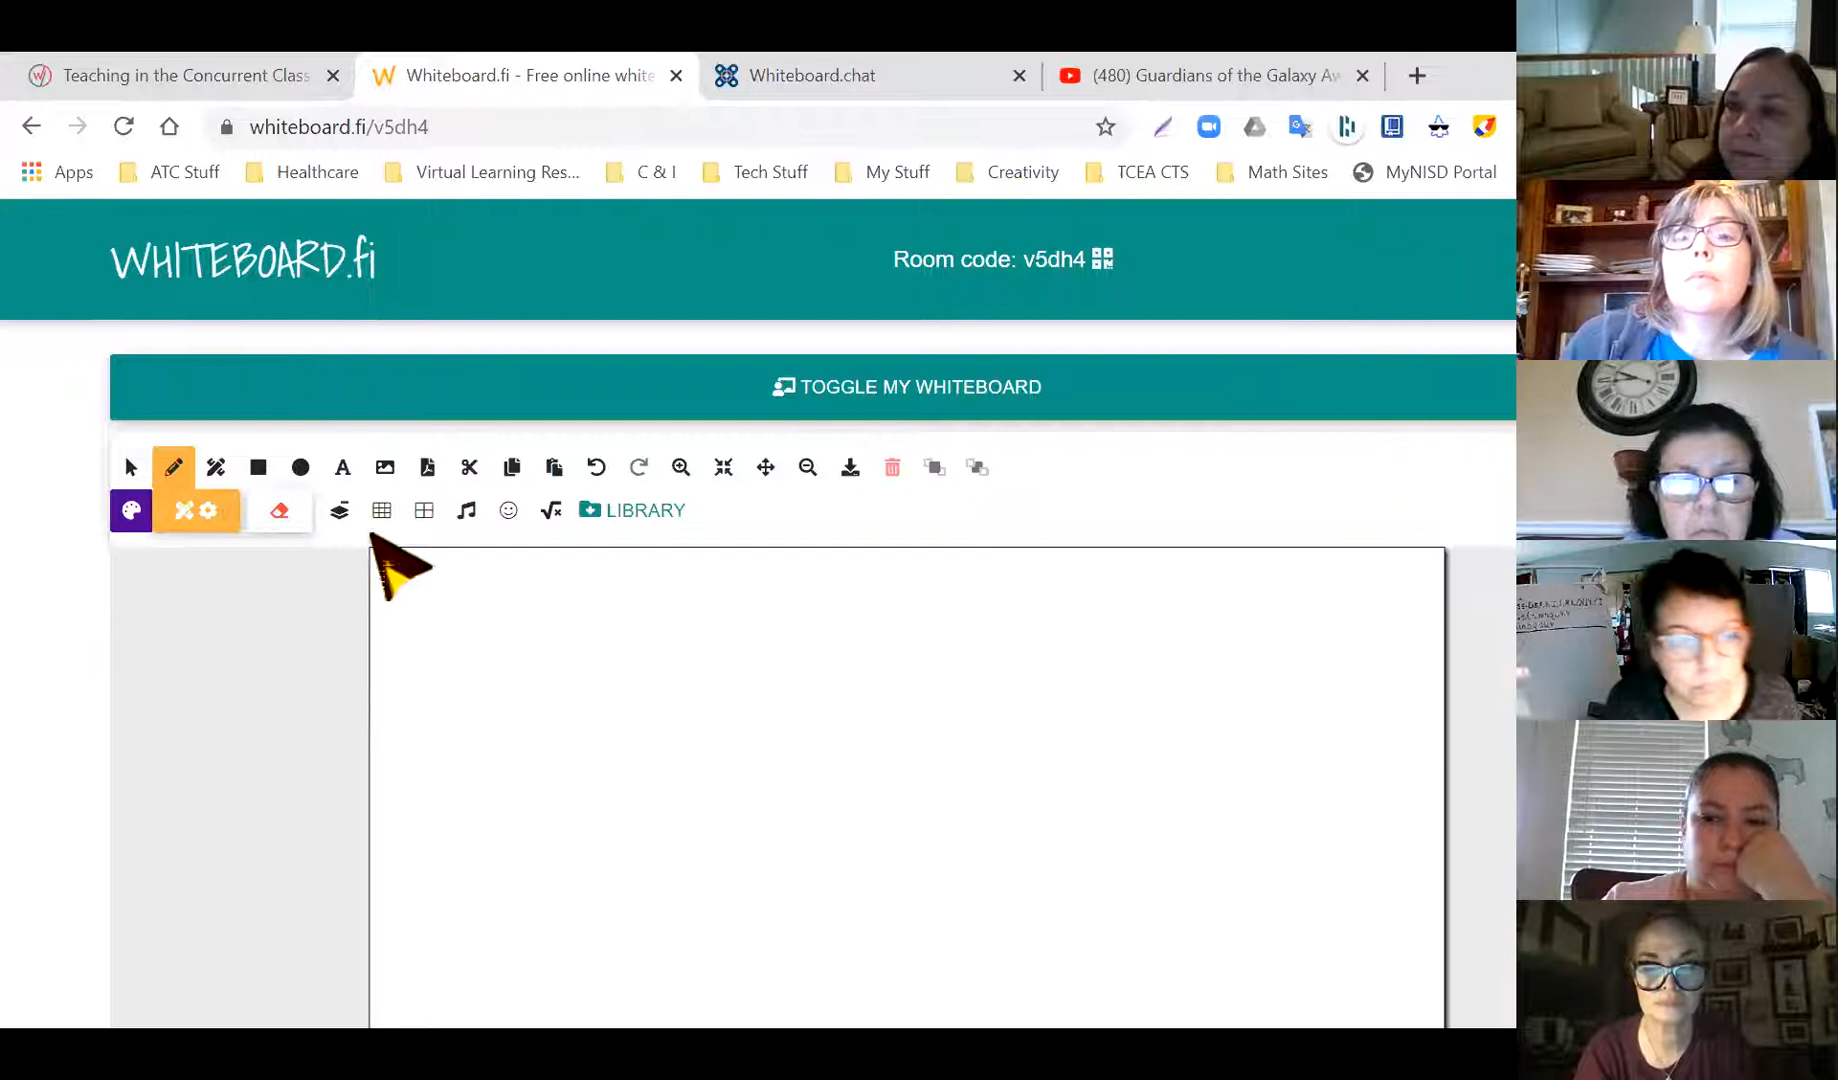 Teaching in the Concurrent Class
Whiteboard.fi - Free online white
Whiteboard.chat
(480) Guardians of the Galaxy Aw
whiteboard.fi/v5dh4
Apps
ATC Stuff
Healthcare
Virtual Learning Res...
C & I
Tech Stuff
My Stuff
Creativity
TCEA CTS
Math Sites
MyNISD Portal
WHITEBOARD.fi
Room code: v5dh4
TOGGLE MY WHITEBOARD
LIBRARY